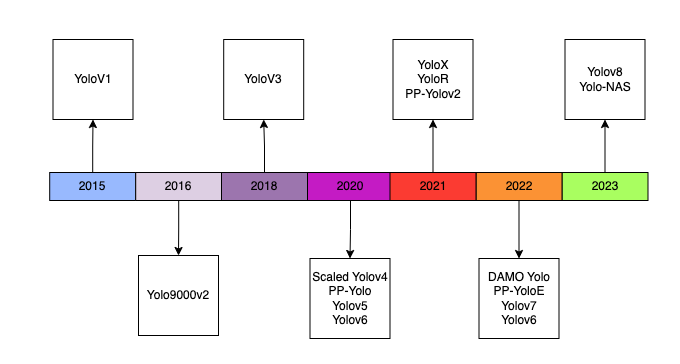 YoloV1
YoloV3
YoloX
YoloR
PP-Yolov2
Yolov8
Yolo-NAS
2015
2016
2018
2020
2021
2022
2023
Yolo9000v2
Scaled Yolov4
PP-Yolo
Yolov5
Yolov6
DAMO Yolo
PP-YoloE
Yolov7
Yolov6